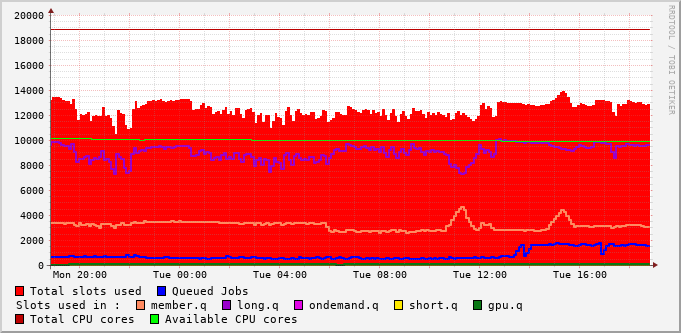 20000
18000
16000
14000
12000
10000
8000
6000
4000
2000
0
Mon 20:00 Tue 00:00 Tue 04:00 Tue 08:00 Tue 12:00 Tue 16:00
RRDTOOL / TOBI OETIKER
Total slots used Queued Jobs
Slots used in : member.q long.q ondemand.q short.q gpu.q
Total CPU cores Available CPU cores